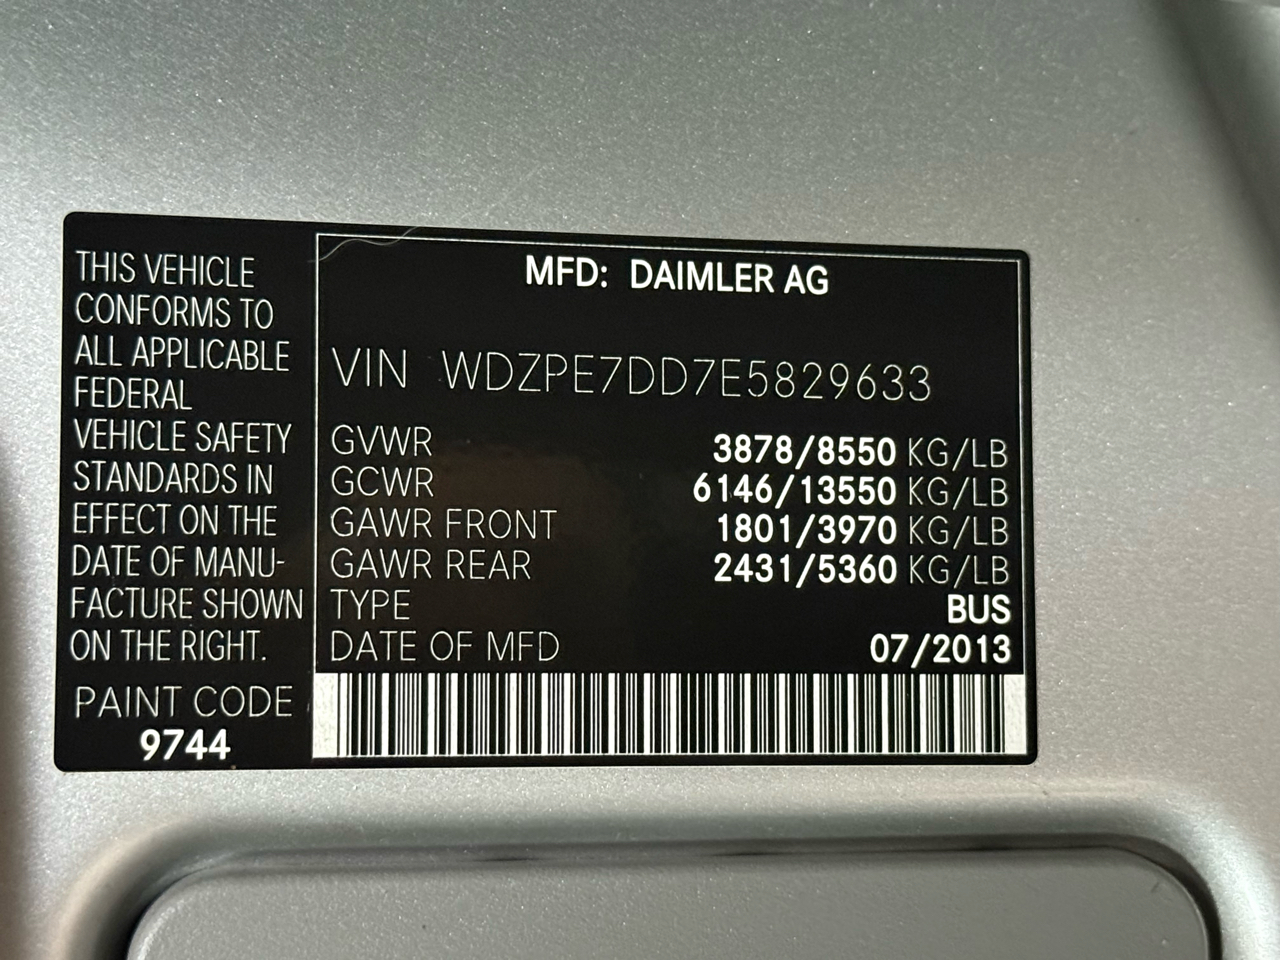 THIS VEHICLE
CONFORMS TO
ALL APPLICABLE
FEDERAL
VEHICLE SAFETY
STANDARDS IN
EFFECT ON THE
DATE OF MANU-
FACTURE SHOWN
ON THE RIGHT.
PAINT CODE
9744
MFD: DAIMLER AG
VIN WDZPE7DD7E5829633
GVWR 3878/8550 KG/LB
GCWR 6146/13550 KG/LB
GAWR FRONT 1801/3970 KG/LB
GAWR REAR 2431/5360 KG/LB
TYPE BUS
DATE OF MFD 07/2013